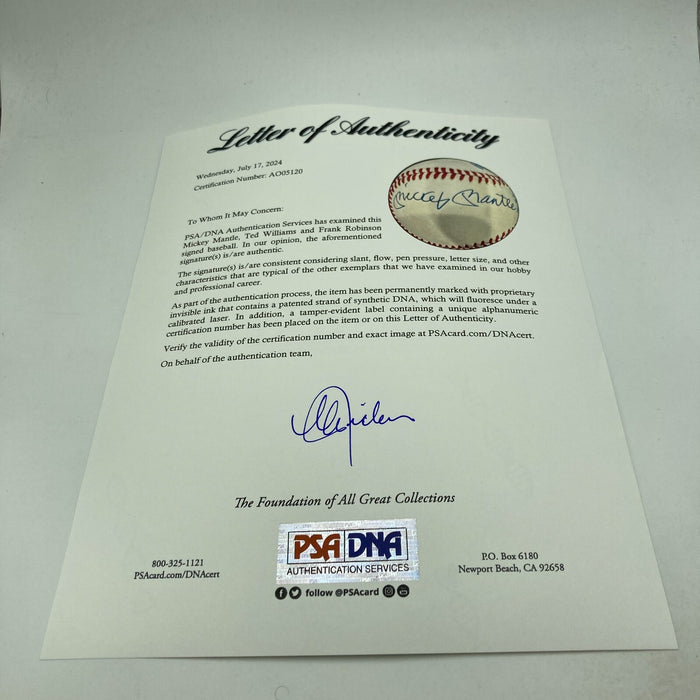 Letter of Authenticity
Wednesday, July 17, 2024
Certification Number: AO05120
Mickey Mantle
To Whom It May Concern:
PSA/DNA Authentication Services has examined this
Mickey Mantle, Ted Williams and Frank Robinson
signed baseball. In our opinion, the aforementioned
signature(s) is/are authentic.
The signature(s) is/are consistent considering slant, flow, pen pressure, letter size, and other
characteristics that are typical of the other exemplars that we have examined in our hobby
and professional career.
As part of the authentication process, the item has been permanently marked with proprietary
invisible ink that contains a patented strand of synthetic DNA, which will fluoresce under a
calibrated laser. In addition, a tamper-evident label containing a unique alphanumeric
certification number has been placed on the item or on this Letter of Authenticity.
Verify the validity of the certification number and exact image at PSAcard.com/DNAcert.
On behalf of the authentication team,
The Foundation of All Great Collections
PSA DNA
AUTHENTICATION SERVICES
800-325-1121
PSAcard.com/DNAcert
P.O. Box 6180
Newport Beach, CA 92658
follow @PSAcard